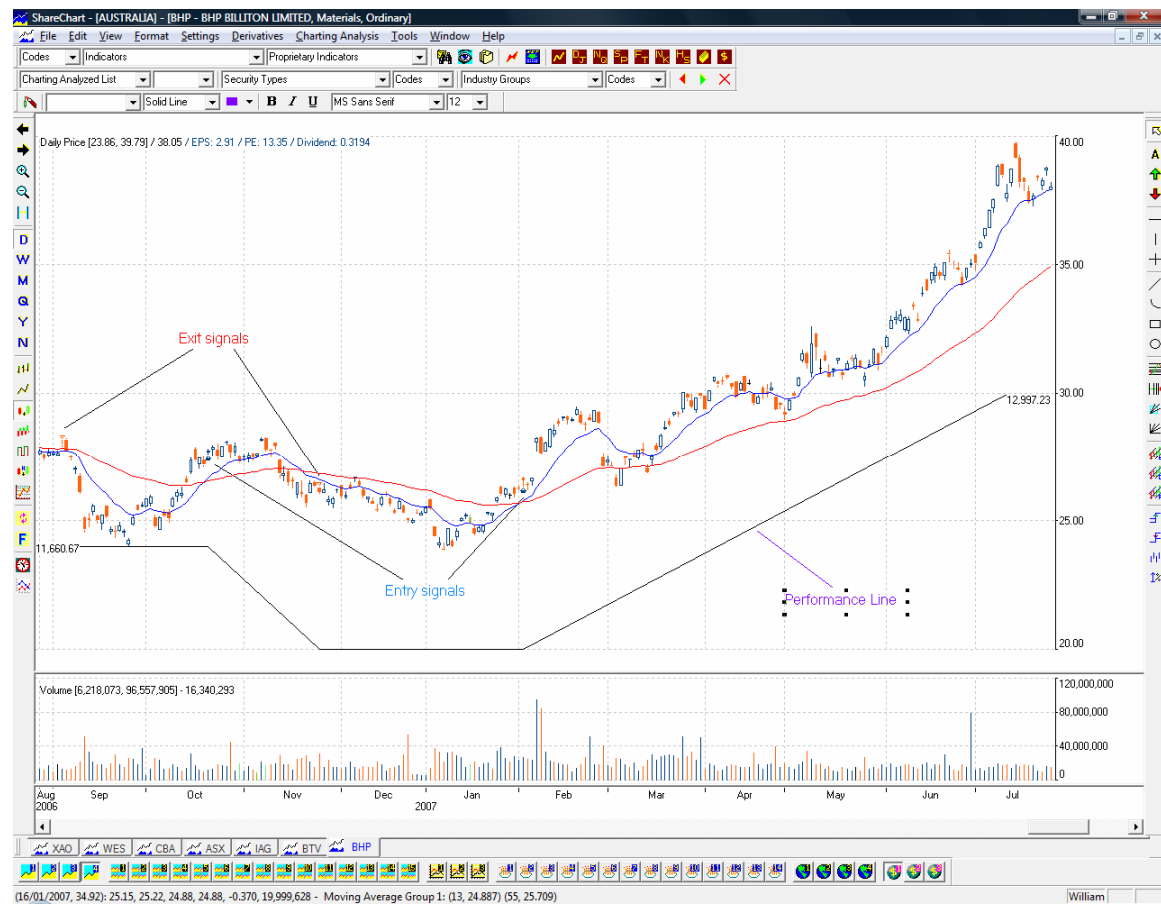 ShareChart - [AUSTRALIA] - [BHP - BHP BILLITON LIMITED, Materials, Ordinary]
File Edit View Format Settings Derivatives Charting Analysis Tools Window Help
Codes Indicators Proprietary Indicators
Charting Analyzed List Security Types Codes Industry Groups Codes
Solid Line B I U MS Sans Serif 12
Daily Price [23.86, 39.79] / 38.05 / EPS: 2.91 / PE: 13.35 / Dividend: 0.3194
40.00
A
D
W
M
35.00
Q
Y
N
Exit signals
30.00
12,997.23
25.00
F
11,660.67
Entry signals
Performance Line
20.00
Volume [6,218,073, 96,557,905] - 16,340,293
120,000,000
80,000,000
40,000,000
0
Aug Sep Oct Nov Dec Jan Feb Mar Apr May Jun Jul
2006 2007
XAO WES CBA ASX IAG BTV BHP
(16/01/2007, 34.92): 25.15, 25.22, 24.88, 24.88, -0.370, 19,999,628 - Moving Average Group 1: (13, 24.887) (55, 25.709) William